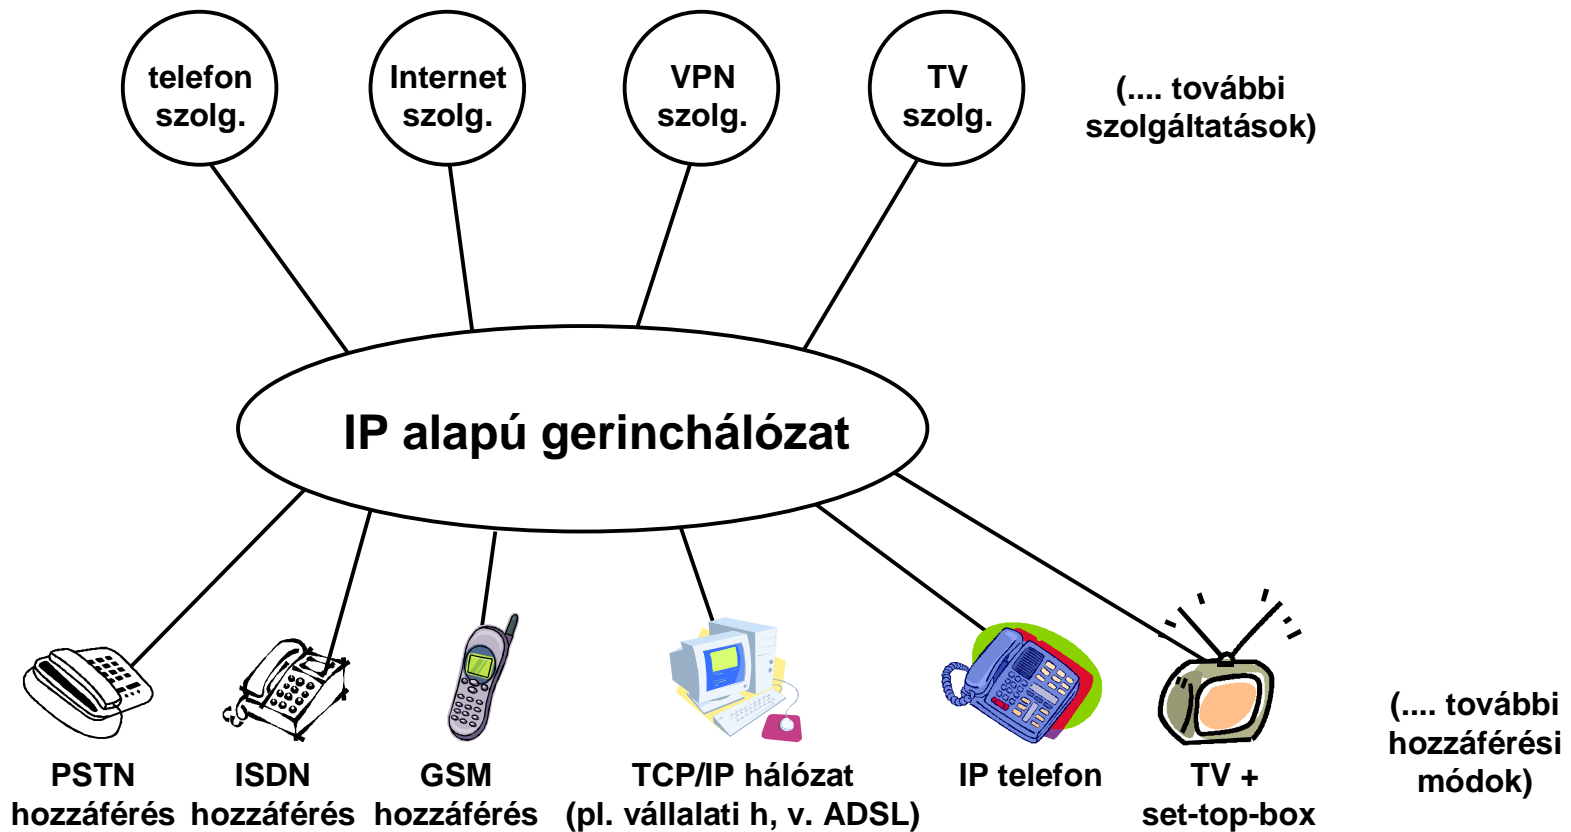 telefon
szolg.
Internet
szolg.
VPN
szolg.
TV
szolg.
(.... további
szolgáltatások)
IP alapú gerinchálózat
PSTN
hozzáférés
ISDN
hozzáférés
GSM
hozzáférés
TCP/IP hálózat
(pl. vállalati h, v. ADSL)
IP telefon
TV +
set-top-box
(.... további
hozzáférési
módok)